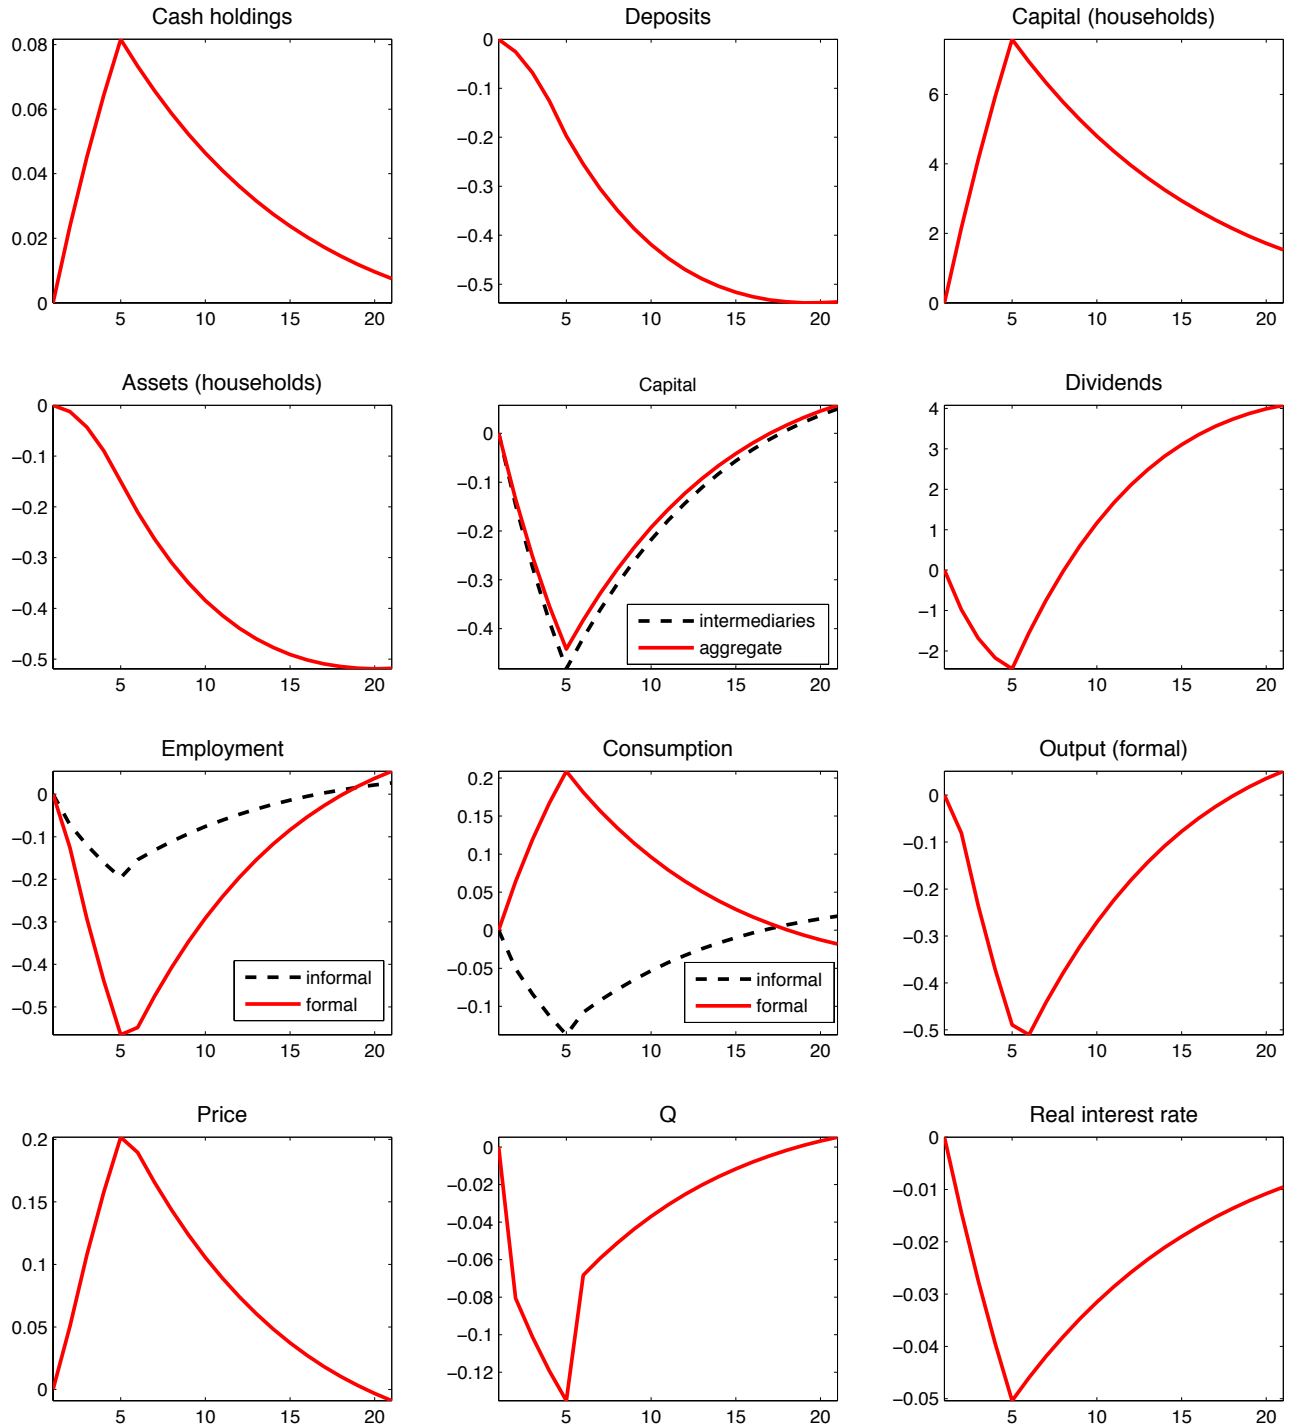 Cash holdings
0.08
0.06
0.04
0.02
0
5 10 15 20
Deposits
0
−0.1
−0.2
−0.3
−0.4
−0.5
5 10 15 20
Capital (households)
6
4
2
0
5 10 15 20
Assets (households)
0
−0.1
−0.2
−0.3
−0.4
−0.5
5 10 15 20
Capital
0
−0.1
−0.2
−0.3
−0.4
intermediaries
aggregate
5 10 15 20
Dividends
4
3
2
1
0
−1
−2
5 10 15 20
Employment
0
−0.1
−0.2
−0.3
−0.4
−0.5
informal
formal
5 10 15 20
Consumption
0.2
0.15
0.1
0.05
0
−0.05
−0.1
informal
formal
5 10 15 20
Output (formal)
0
−0.1
−0.2
−0.3
−0.4
−0.5
5 10 15 20
Price
0.2
0.15
0.1
0.05
0
5 10 15 20
Q
0
−0.02
−0.04
−0.06
−0.08
−0.1
−0.12
5 10 15 20
Real interest rate
0
−0.01
−0.02
−0.03
−0.04
−0.05
5 10 15 20